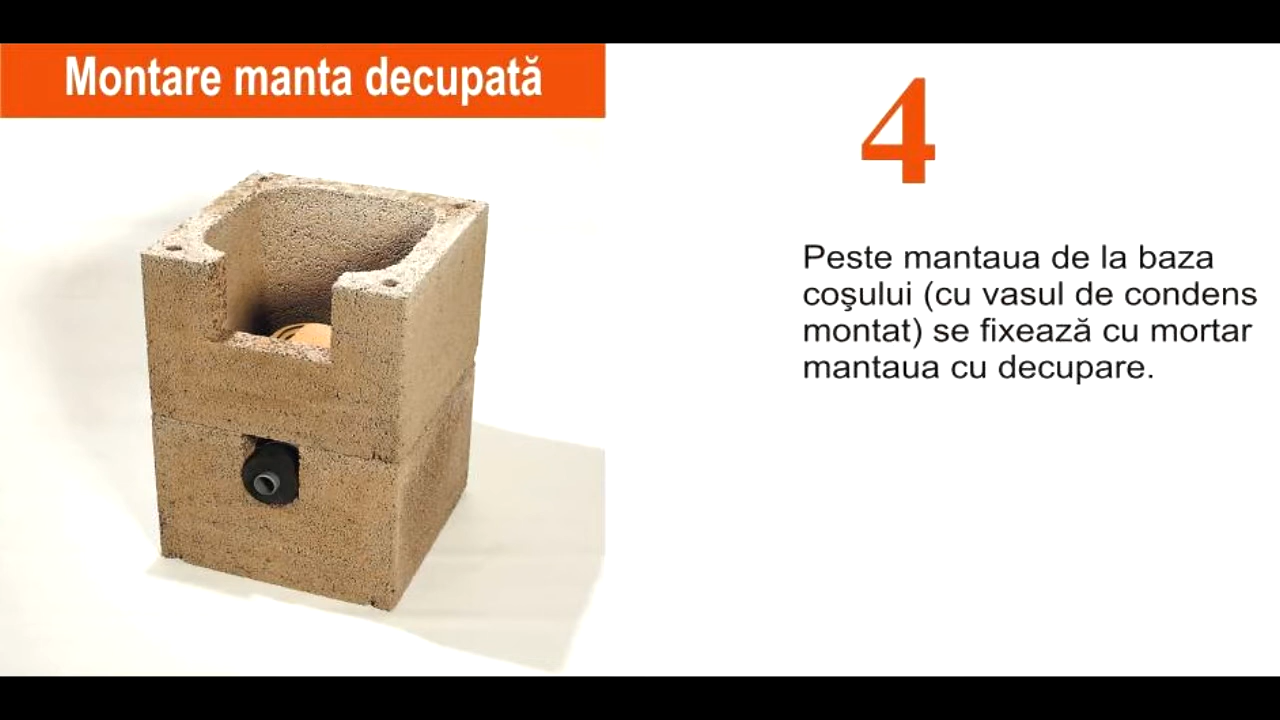 Montare manta decupată
4
Peste mantaua de la baza
coşului (cu vasul de condens
montat) se fixează cu mortar
mantaua cu decupare.